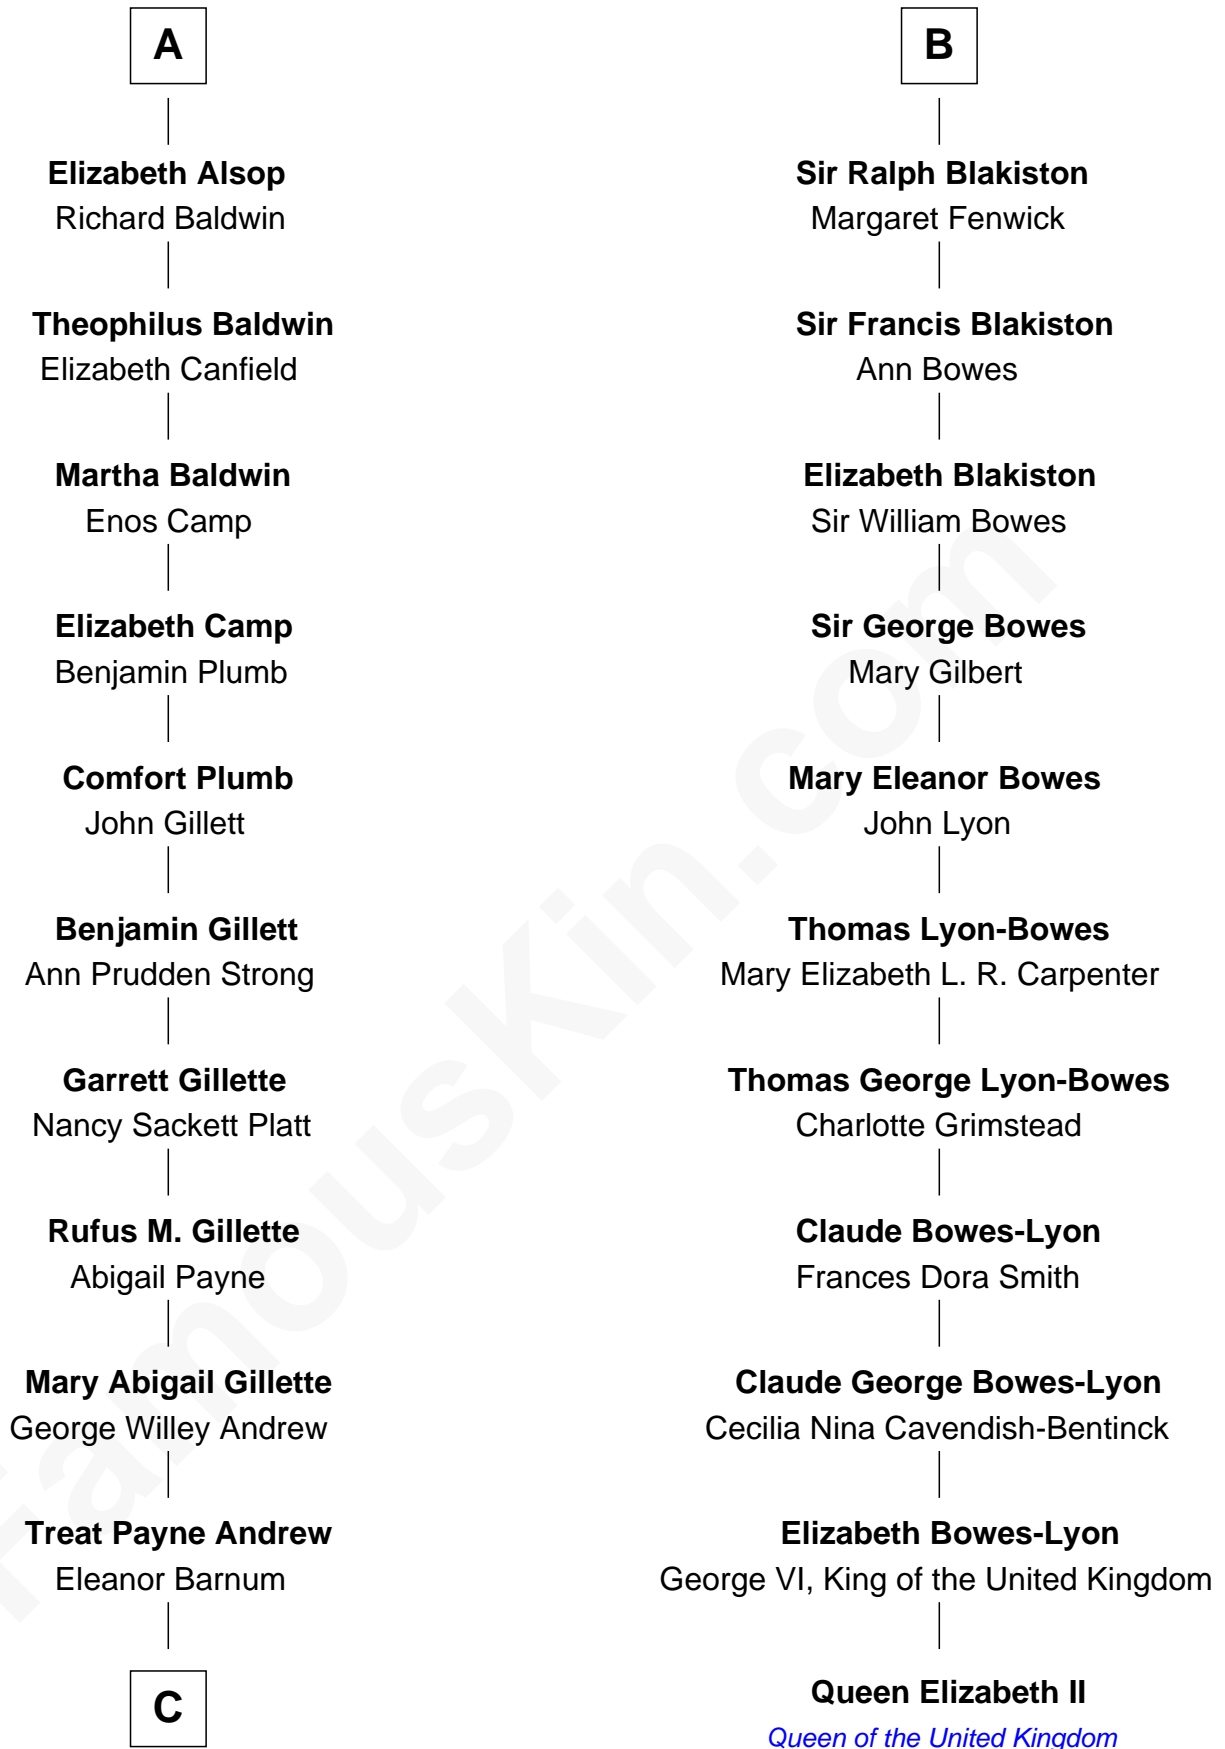 A
Elizabeth Alsop
Richard Baldwin
Theophilus Baldwin
Elizabeth Canfield
Martha Baldwin
Enos Camp
Elizabeth Camp
Benjamin Plumb
Comfort Plumb
John Gillett
Benjamin Gillett
Ann Prudden Strong
Garrett Gillette
Nancy Sackett Platt
Rufus M. Gillette
Abigail Payne
Mary Abigail Gillette
George Willey Andrew
Treat Payne Andrew
Eleanor Barnum
C
B
Sir Ralph Blakiston
Margaret Fenwick
Sir Francis Blakiston
Ann Bowes
Elizabeth Blakiston
Sir William Bowes
Sir George Bowes
Mary Gilbert
Mary Eleanor Bowes
John Lyon
Thomas Lyon-Bowes
Mary Elizabeth L. R. Carpenter
Thomas George Lyon-Bowes
Charlotte Grimstead
Claude Bowes-Lyon
Frances Dora Smith
Claude George Bowes-Lyon
Cecilia Nina Cavendish-Bentinck
Elizabeth Bowes-Lyon
George VI, King of the United Kingdom
Queen Elizabeth II
Queen of the United Kingdom
FamousKin.com